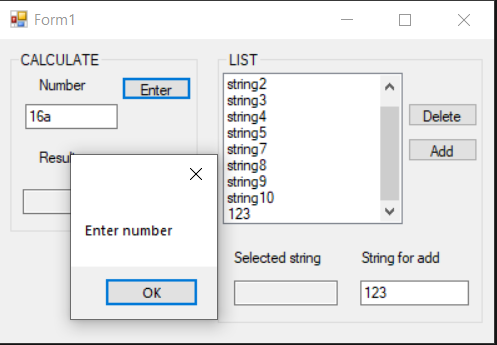 Form1
CALCULATE
Number
Enter
16a
Enter number
OK
LIST
string2
string3
string4
string5
string7
string8
string9
string10
123
Delete
Add
Selected string
String for add
123